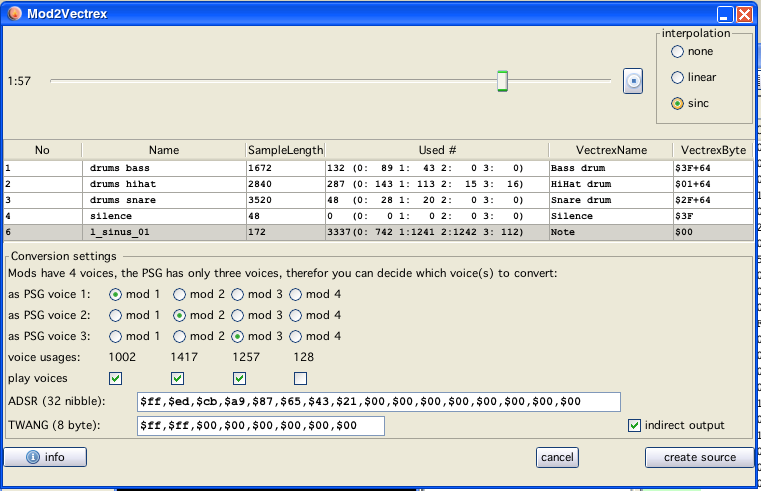 Mod2Vectrex
interpolation
none
1:57
linear
sinc
No Name SampleLength Used # VectrexName VectrexByte
1 drums bass 1672 132 (0: 89 1: 43 2: 0 3: 0) Bass drum $3F+64
2 drums hihat 2840 287 (0: 143 1: 113 2: 15 3: 16) HiHat drum $01+64
3 drums snare 3520 48 (0: 28 1: 20 2: 0 3: 0) Snare drum $2F+64
4 silence 48 0 (0: 0 1: 0 2: 0 3: 0) Silence $3F
6 l_sinus_01 172 3337(0: 742 1:1241 2:1242 3: 112) Note $00
Conversion settings
Mods have 4 voices, the PSG has only three voices, therefor you can decide which voice(s) to convert:
as PSG voice 1: mod 1 mod 2 mod 3 mod 4
as PSG voice 2: mod 1 mod 2 mod 3 mod 4
as PSG voice 3: mod 1 mod 2 mod 3 mod 4
voice usages: 1002 1417 1257 128
play voices
ADSR (32 nibble): $ff,$ed,$cb,$a9,$87,$65,$43,$21,$00,$00,$00,$00,$00,$00,$00,$00
TWANG (8 byte): $ff,$ff,$00,$00,$00,$00,$00,$00 indirect output
info cancel create source